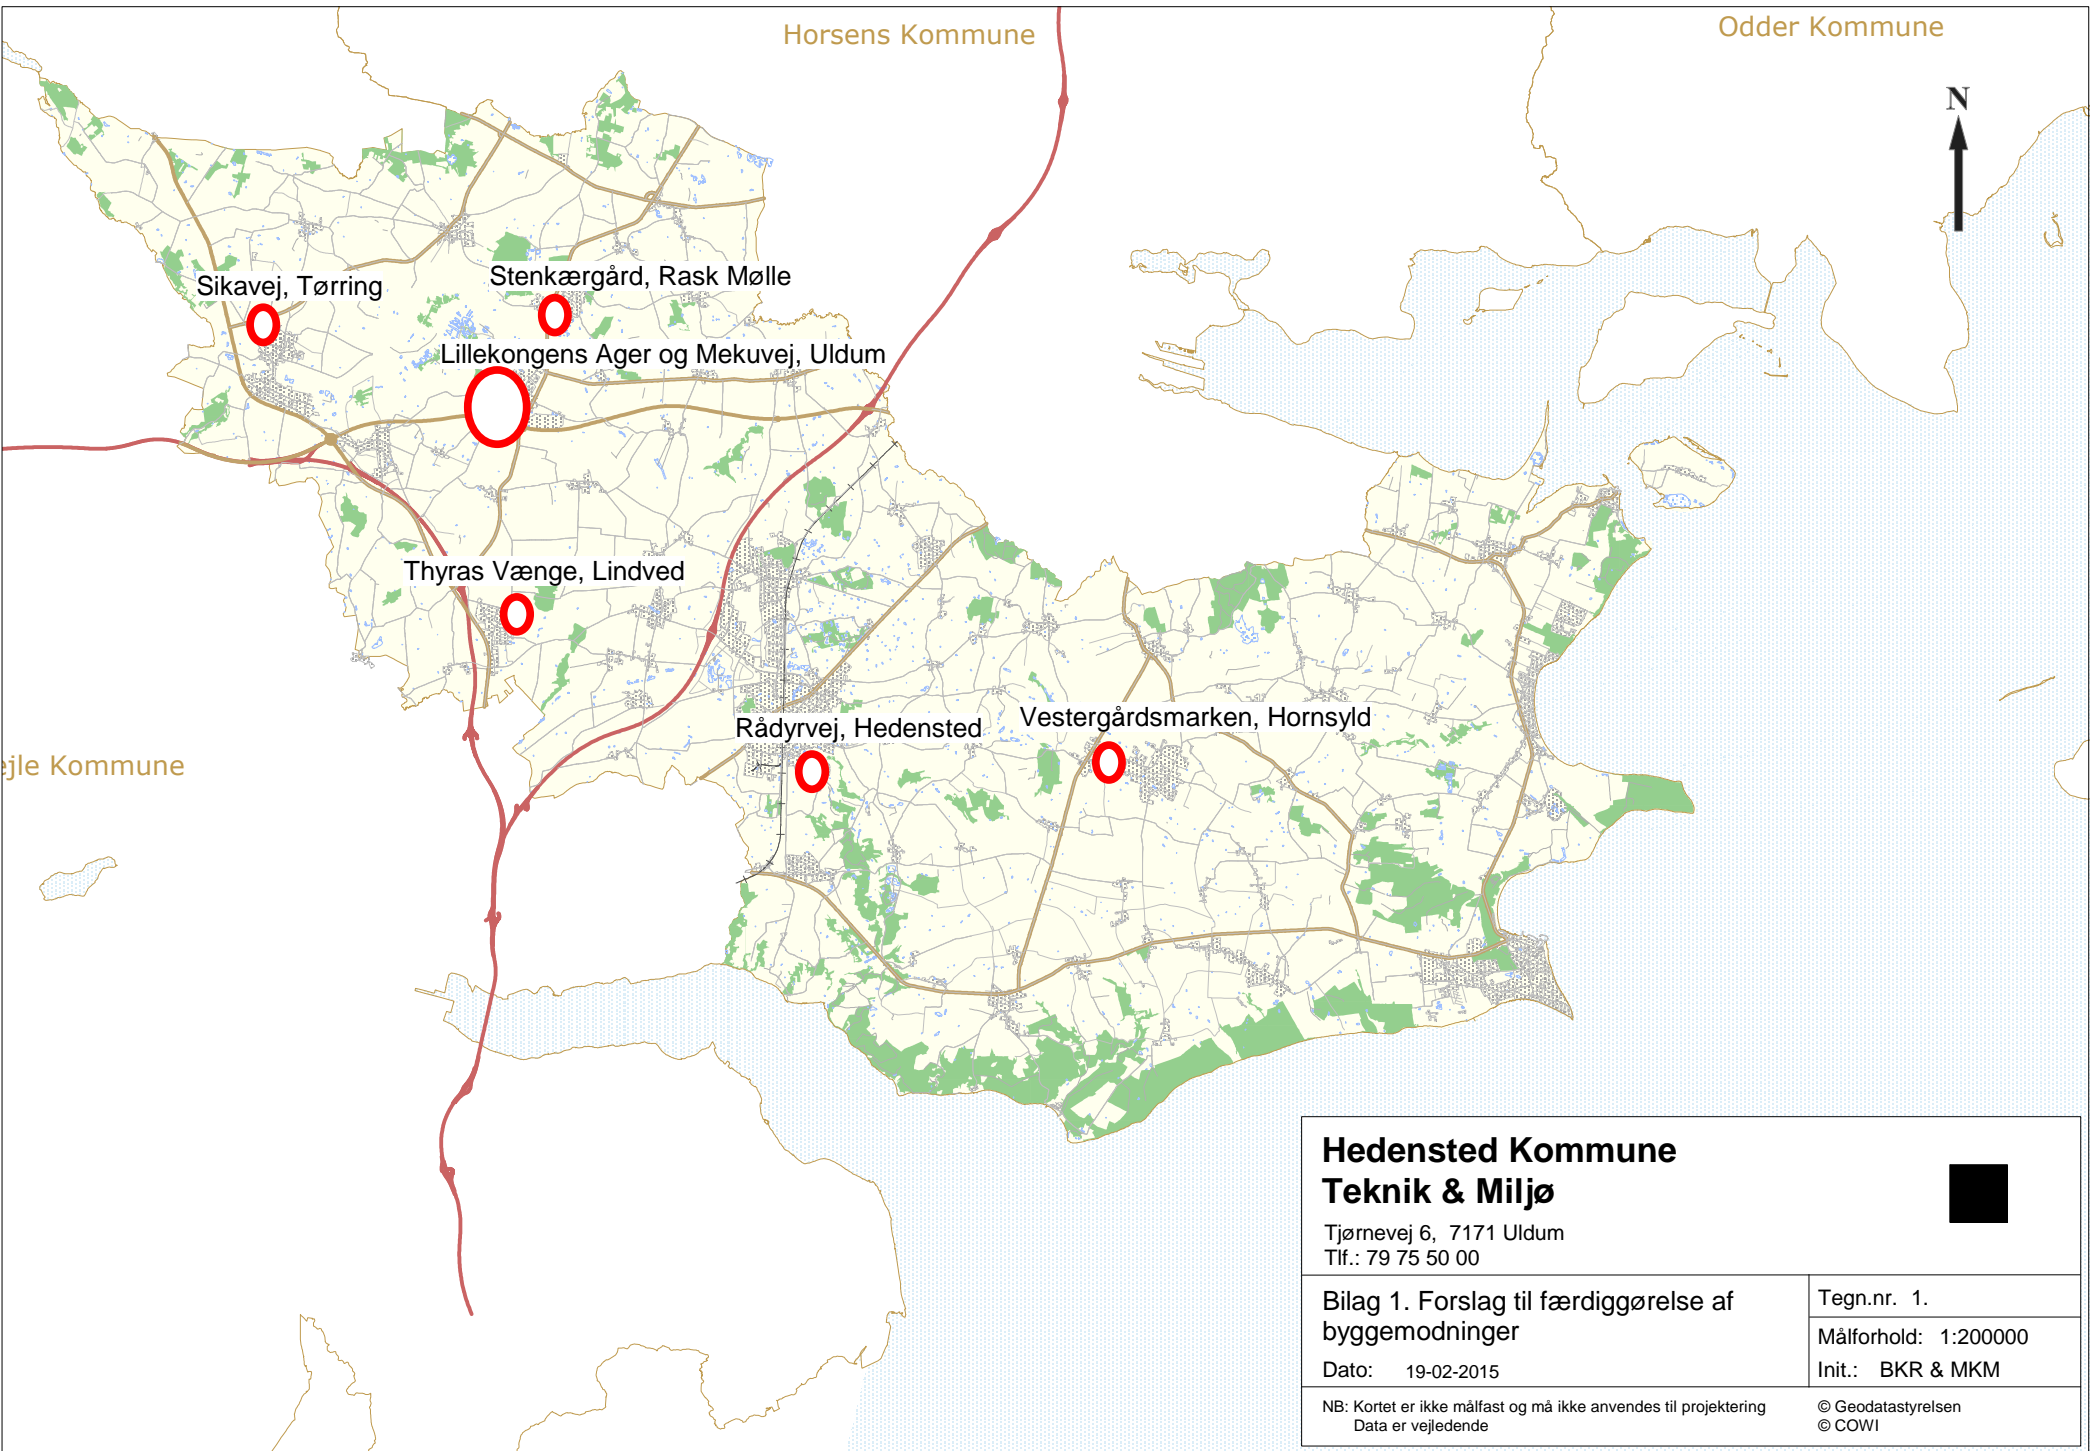 Horsens Kommune
Odder Kommune
N
Sikavej, Tørring
Stenkærgård, Rask Mølle
Lillekongens Ager og Mekuvej, Uldum
Thyras Vænge, Lindved
Rådyrvej, Hedensted
Vestergårdsmarken, Hornsyld
ejle Kommune
Hedensted Kommune
Teknik & Miljø
Tjørnevej 6, 7171 Uldum
Tlf.: 79 75 50 00
Bilag 1. Forslag til færdiggørelse af
byggemodninger
Dato: 19-02-2015
Tegn.nr. 1.
Målforhold: 1:200000
Init.: BKR & MKM
NB: Kortet er ikke målfast og må ikke anvendes til projektering
Data er vejledende
© Geodatastyrelsen
© COWI